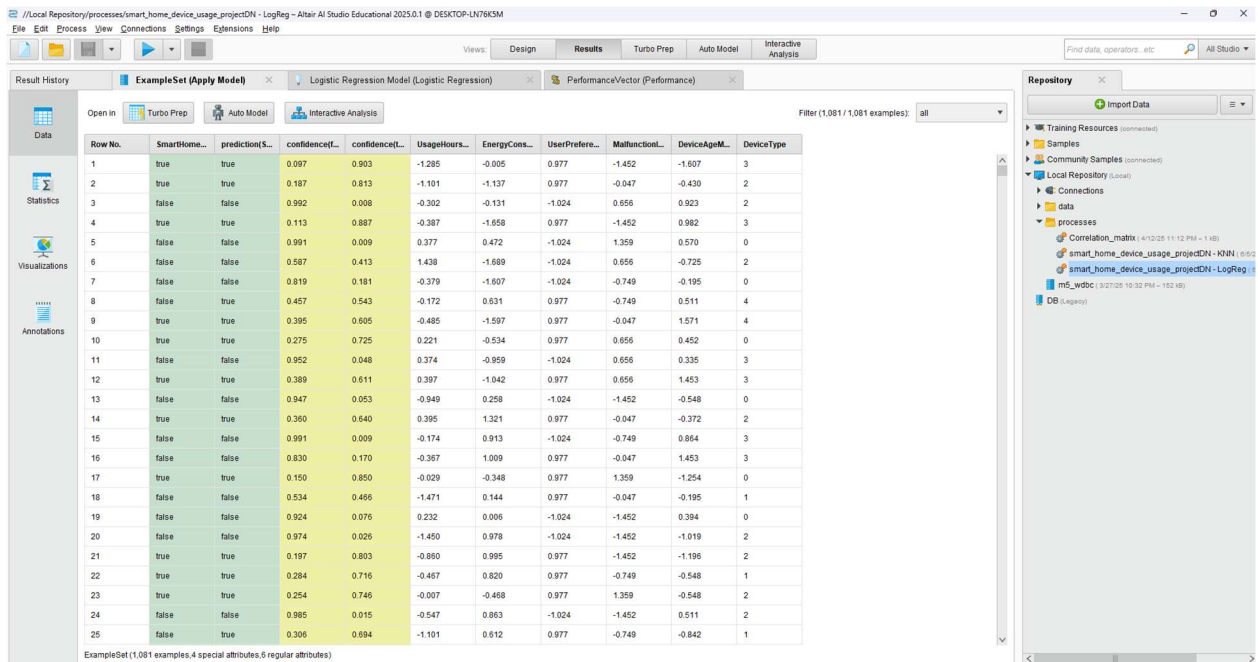 //Local Repository/processes/smart_home_device_usage_projectDN - LogReg – Altair AI Studio Educational 2025.0.1 @ DESKTOP-LN76K5M
File Edit Process View Connections Settings Extensions Help
Views: Design Results Turbo Prep Auto Model Interactive Analysis
Find data, operators...etc All Studio
Result History ExampleSet (Apply Model) Logistic Regression Model (Logistic Regression) PerformanceVector (Performance) Repository
Open in Turbo Prep Auto Model Interactive Analysis Filter (1,081 / 1,081 examples): all
Data
Statistics
Visualizations
Annotations
Row No. SmartHome... prediction(S... confidence(f... confidence(t... UsageHours... EnergyCons... UserPrefere... Malfunctionl... DeviceAgeM... DeviceType
1 true true 0.097 0.903 -1.285 -0.005 0.977 -1.452 -1.607 3
2 true true 0.187 0.813 -1.101 -1.137 0.977 -0.047 -0.430 2
3 false false 0.992 0.008 -0.302 -0.131 -1.024 0.656 0.923 2
4 true true 0.113 0.887 -0.387 -1.658 0.977 -1.452 0.982 3
5 false false 0.991 0.009 0.377 0.472 -1.024 1.359 0.570 0
6 false false 0.587 0.413 1.438 -1.689 -1.024 0.656 -0.725 2
7 false false 0.819 0.181 -0.379 -1.607 -1.024 -0.749 -0.195 0
8 true true 0.457 0.543 -0.172 0.631 0.977 -0.749 0.511 4
9 true true 0.395 0.605 -0.485 -1.597 0.977 -0.047 1.571 4
10 true true 0.275 0.725 0.221 -0.534 0.977 0.656 0.452 0
11 false false 0.952 0.048 0.374 -0.959 -1.024 0.656 0.335 3
12 true true 0.389 0.611 0.397 -1.042 0.977 0.656 1.453 3
13 false false 0.947 0.053 -0.949 0.258 -1.024 -1.452 -0.548 0
14 true true 0.360 0.640 0.395 1.321 0.977 -0.047 -0.372 2
15 false false 0.991 0.009 -0.174 0.913 -1.024 -0.749 0.864 3
16 false false 0.830 0.170 -0.367 1.009 0.977 -0.047 1.453 3
17 true true 0.150 0.850 -0.029 -0.348 0.977 1.359 -1.254 0
18 false false 0.534 0.466 -1.471 0.144 0.977 -0.047 -0.195 1
19 false false 0.924 0.076 0.232 0.006 -1.024 -1.452 0.394 0
20 false false 0.974 0.026 -1.450 0.978 -1.024 -1.452 -1.019 2
21 true true 0.197 0.803 -0.860 0.995 0.977 -1.452 -1.196 2
22 true true 0.284 0.716 -0.467 0.820 0.977 -0.749 -0.548 1
23 true true 0.254 0.746 -0.007 -0.468 0.977 1.359 -0.548 2
24 false false 0.985 0.015 -0.547 0.863 -1.024 -1.452 0.511 2
25 false true 0.306 0.694 -1.101 0.612 0.977 -0.749 -0.842 1
ExampleSet (1,081 examples,4 special attributes,6 regular attributes)
Import Data
Training Resources (connected)
Samples
Community Samples (connected)
Local Repository (Local)
Connections
data
processes
Correlation_matrix (4/12/25 11:12 PM – 1 kB)
smart_home_device_usage_projectDN - KNN
smart_home_device_usage_projectDN - LogReg
m5_wdbc (3/27/25 10:32 PM – 152 kB)
DB (Legacy)